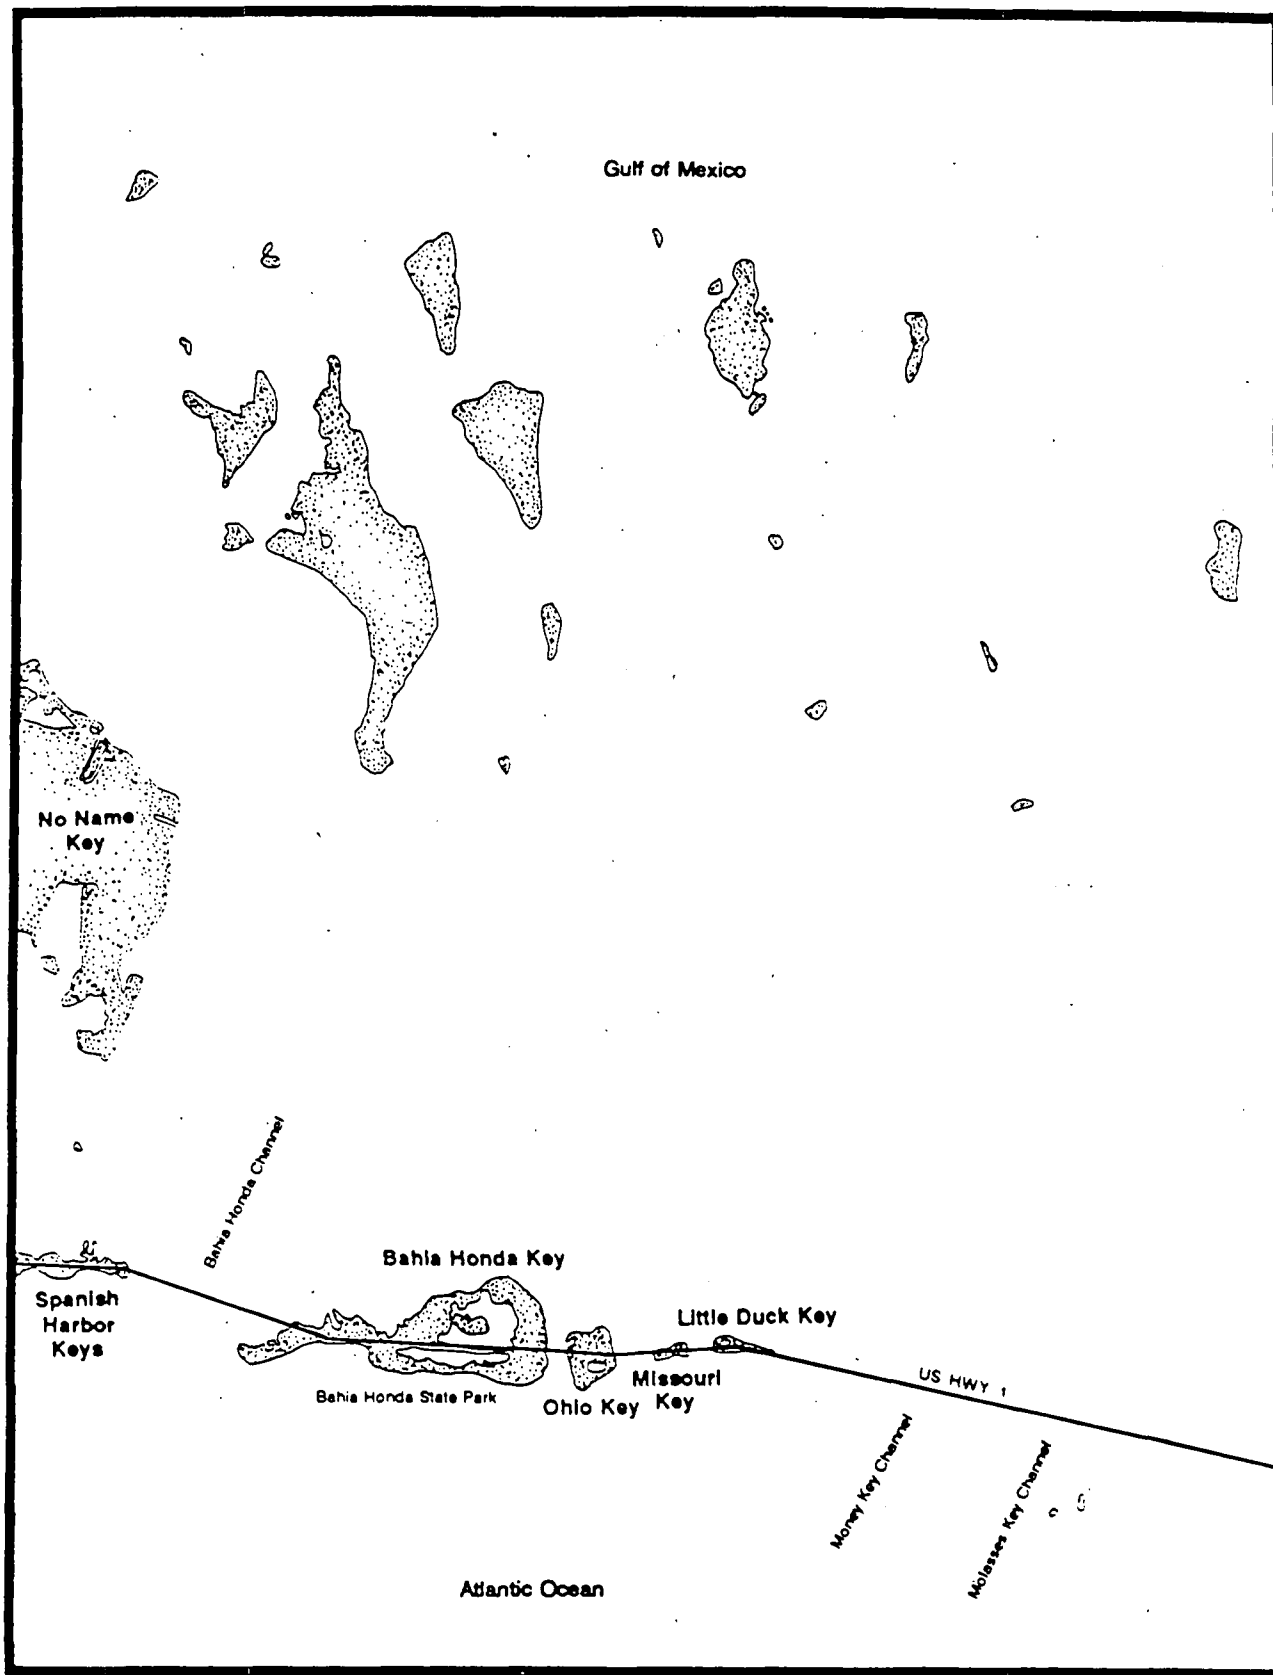 Gulf of Mexico
No Name
Key
Bahia Honda Channel
Bahia Honda Key
Spanish
Harbor
Keys
Little Duck Key
Missouri
Key
US HWY 1
Bahia Honda State Park
Ohio Key
Money Key Channel
Molasses Key Channel
Atlantic Ocean